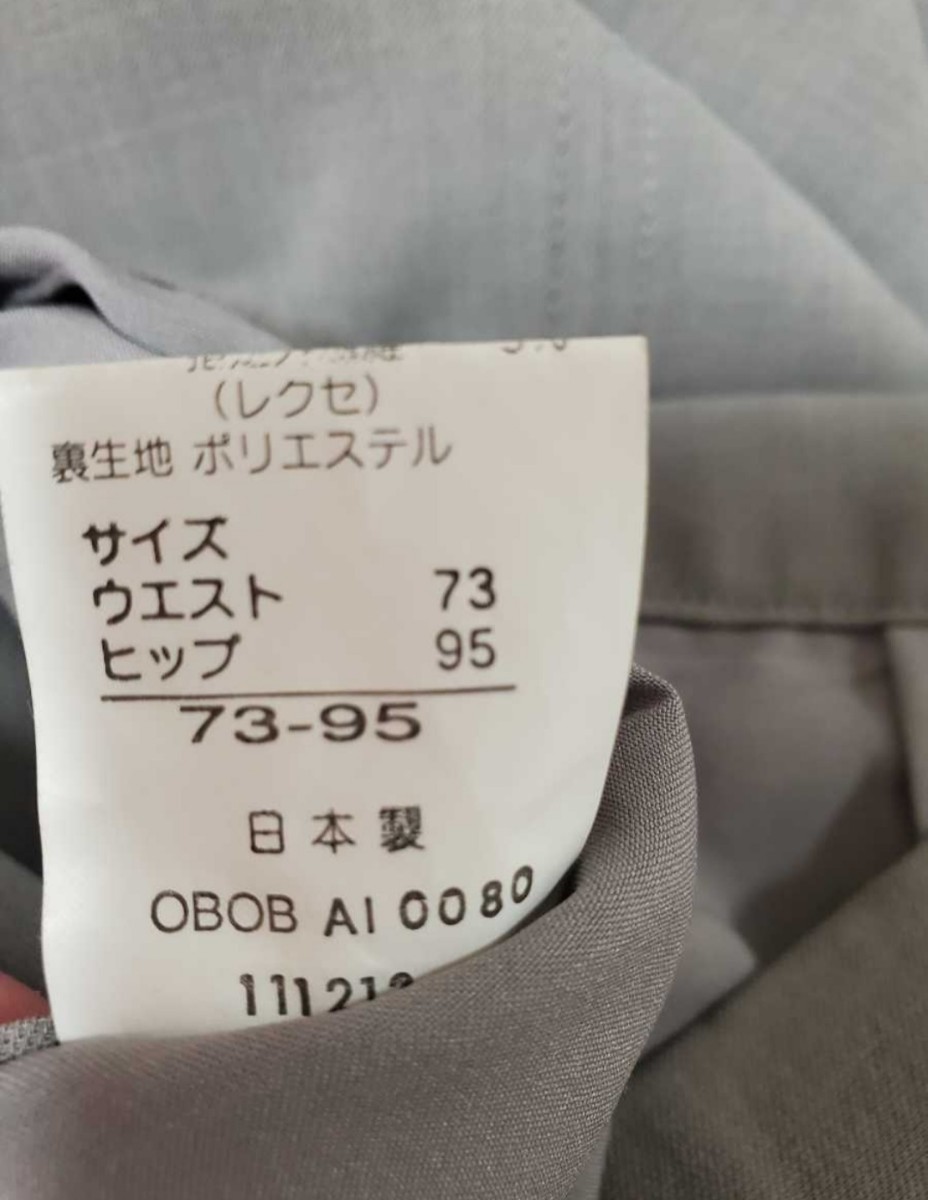 (レクセ)
裏生地 ポリエステル
サイズ
ウエスト 73
ヒップ 95
73-95
日本製
OBOB AI 0080